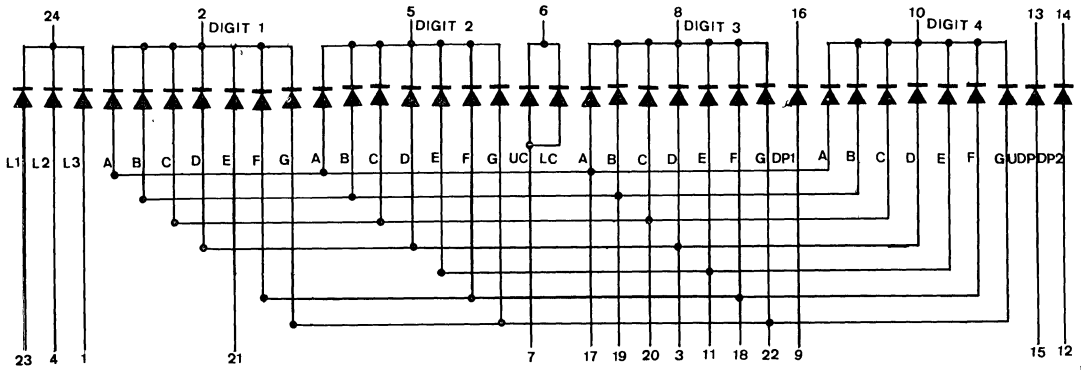 24 2 5 6 8 16 10 13 14
DIGIT 1 DIGIT 2 DIGIT 3 DIGIT 4
L1 L2 L3 A B C D E F G A B C D E F G UC LC A B C D E F G DP1 A B C D E F G UDP DP2
23 4 1 21 7 17 19 20 3 11 18 22 9 15 12